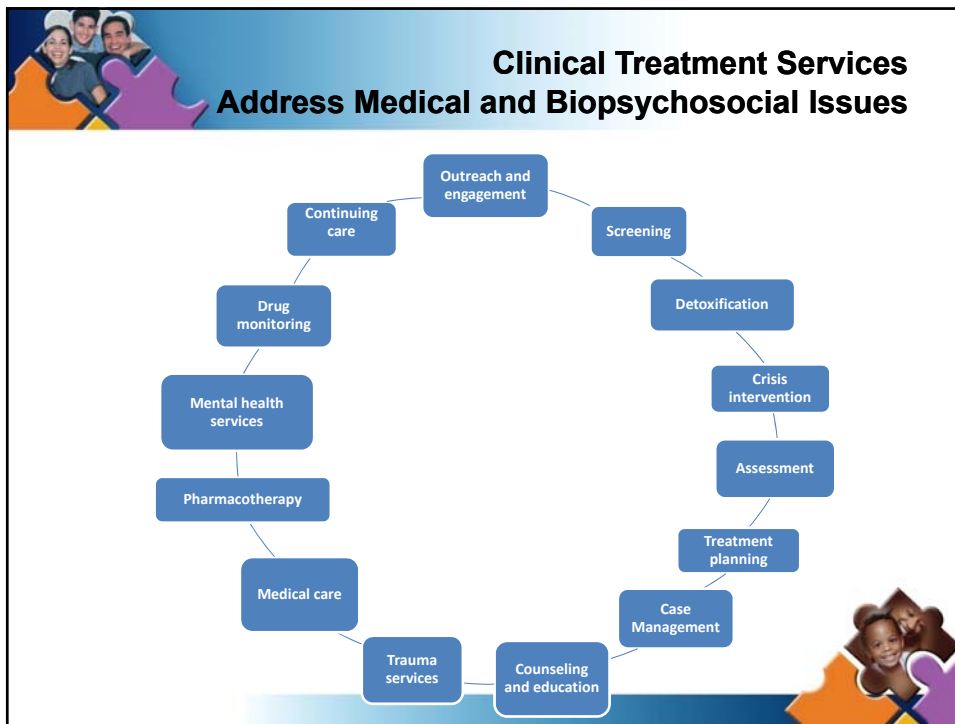 Clinical Treatment Services
Address Medical and Biopsychosocial Issues
Outreach and
engagement
Screening
Detoxification
Crisis
intervention
Assessment
Treatment
planning
Case
Management
Counseling
and education
Trauma
services
Medical care
Pharmacotherapy
Mental health
services
Drug
monitoring
Continuing
care